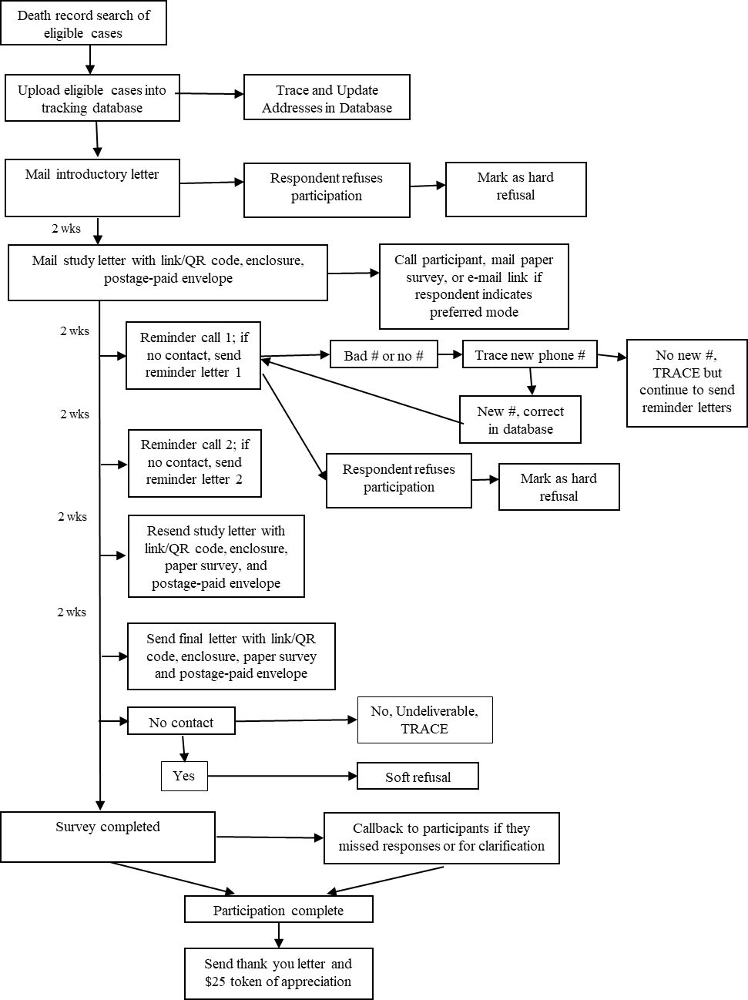 Death record search of
eligible cases
Upload eligible cases into
tracking database
Trace and Update
Addresses in Database
Mail introductory letter
Respondent refuses
participation
Mark as hard
refusal
2 wks
Mail study letter with link/QR code, enclosure,
postage-paid envelope
Call participant, mail paper
survey, or e-mail link if
respondent indicates
preferred mode
2 wks
Reminder call 1; if
no contact, send
reminder letter 1
Bad # or no #
Trace new phone #
No new #,
TRACE but
continue to send
reminder letters
New #, correct
in database
2 wks
Reminder call 2; if
no contact, send
reminder letter 2
Respondent refuses
participation
Mark as hard
refusal
2 wks
Resend study letter with
link/QR code, enclosure,
paper survey, and
postage-paid envelope
2 wks
Send final letter with link/QR
code, enclosure, paper survey
and postage-paid envelope
No contact
No, Undeliverable,
TRACE
Yes
Soft refusal
Survey completed
Callback to participants if they
missed responses or for clarification
Participation complete
Send thank you letter and
$25 token of appreciation